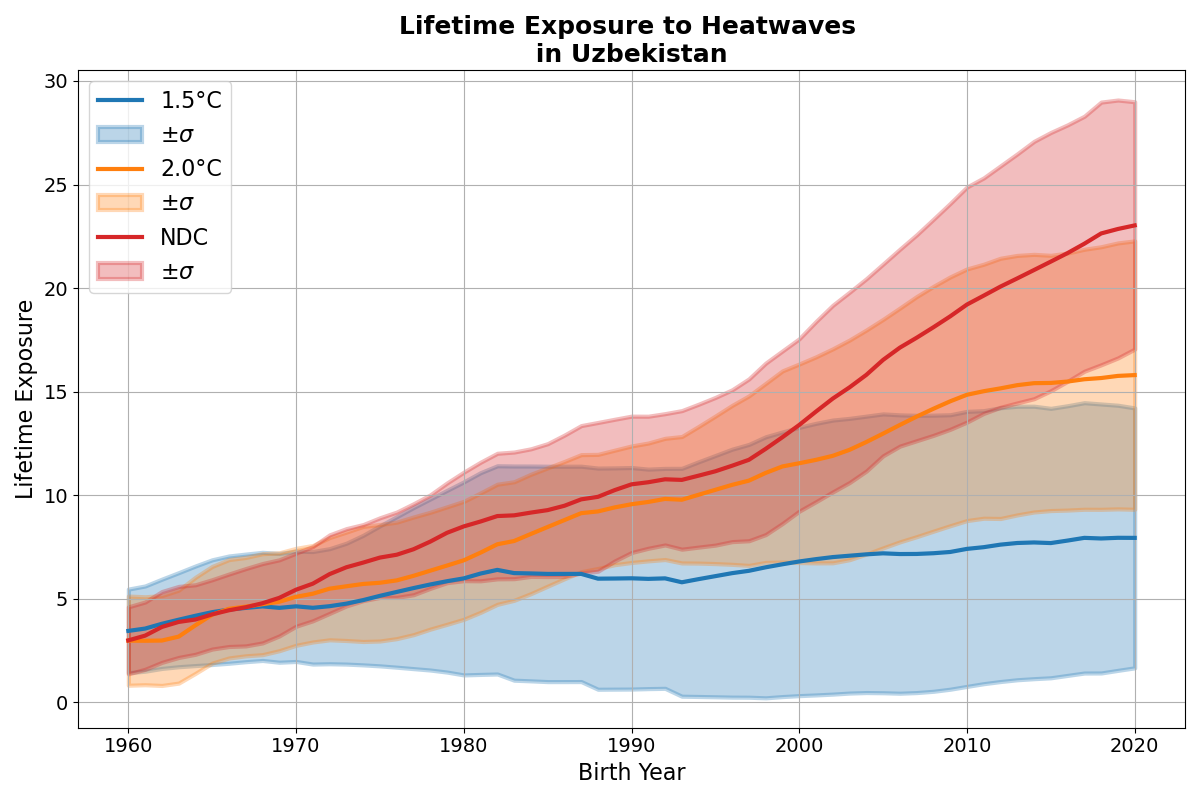 Lifetime Exposure to Heatwaves
in Uzbekistan
30
25
20
15
10
5
0
Lifetime Exposure
1.5°C
±σ
2.0°C
±σ
NDC
±σ
1960
1970
1980
1990
2000
2010
2020
Birth Year